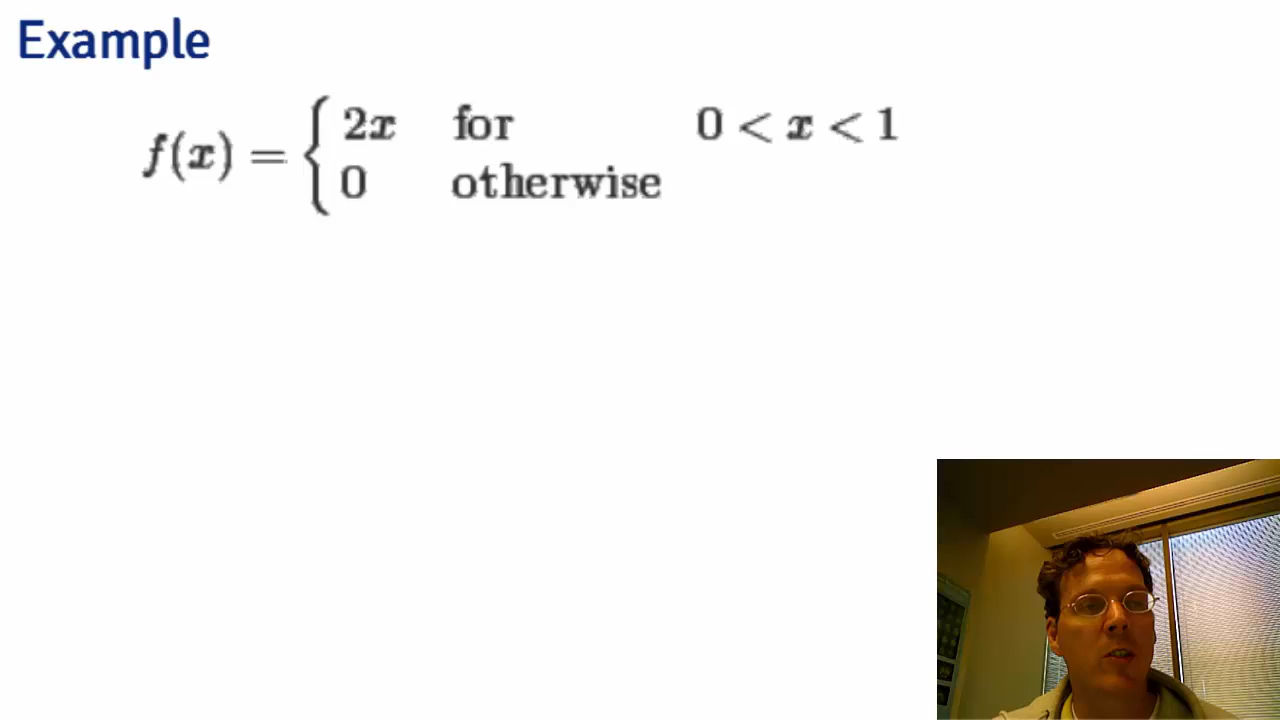 Example
f(x) = { 2x for 0 < x < 1
0 otherwise